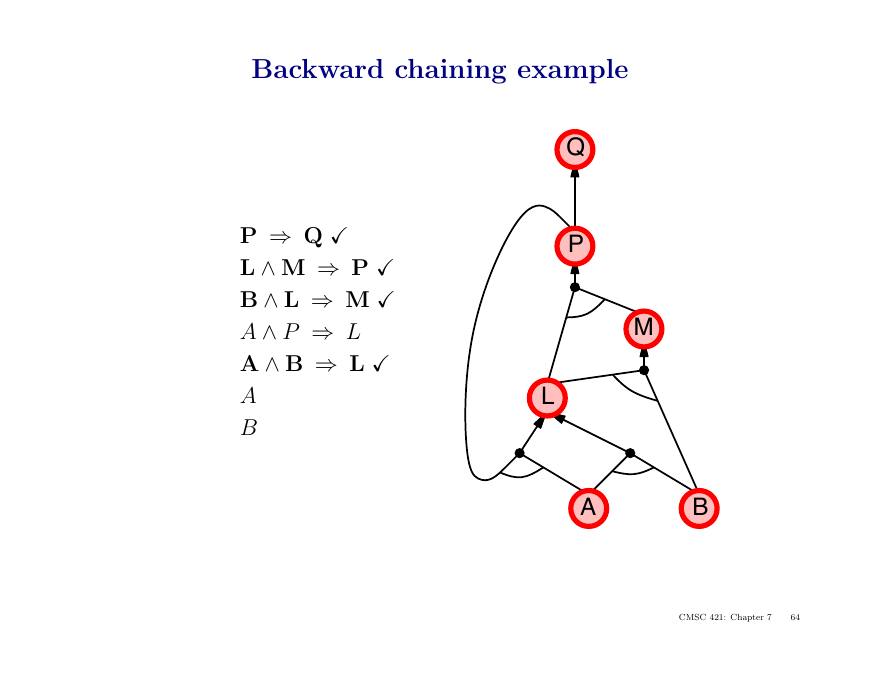 Backward chaining example
P ⇒ Q ✓
L ∧ M ⇒ P ✓
B ∧ L ⇒ M ✓
A ∧ P ⇒ L
A ∧ B ⇒ L ✓
A
B
Q
P
M
L
A
B
CMSC 421: Chapter 7 64